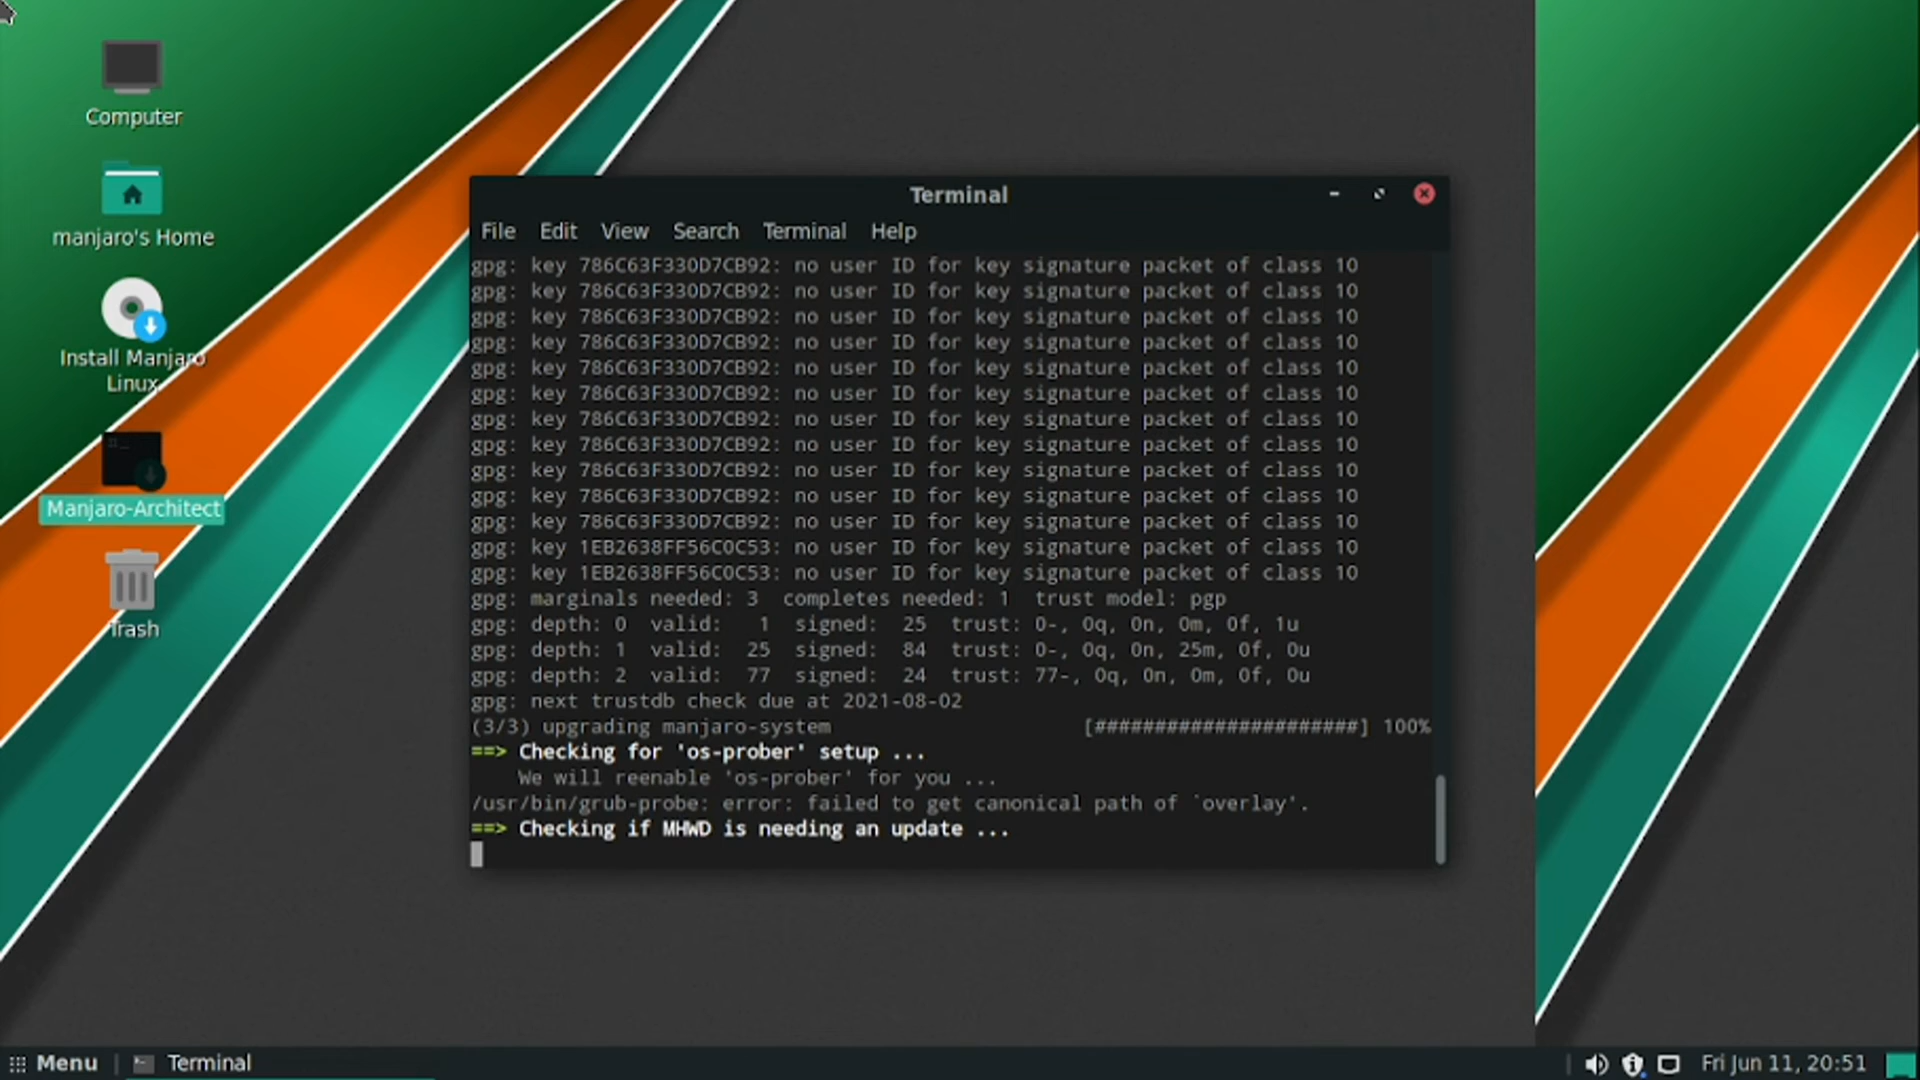 Computer
manjaro's Home
Install Manjaro
Linux
Manjaro-Architect
Trash
Terminal
File Edit View Search Terminal Help
gpg: key 786C63F330D7CB92: no user ID for key signature packet of class 10
gpg: key 786C63F330D7CB92: no user ID for key signature packet of class 10
gpg: key 786C63F330D7CB92: no user ID for key signature packet of class 10
gpg: key 786C63F330D7CB92: no user ID for key signature packet of class 10
gpg: key 786C63F330D7CB92: no user ID for key signature packet of class 10
gpg: key 786C63F330D7CB92: no user ID for key signature packet of class 10
gpg: key 786C63F330D7CB92: no user ID for key signature packet of class 10
gpg: key 786C63F330D7CB92: no user ID for key signature packet of class 10
gpg: key 786C63F330D7CB92: no user ID for key signature packet of class 10
gpg: key 786C63F330D7CB92: no user ID for key signature packet of class 10
gpg: key 786C63F330D7CB92: no user ID for key signature packet of class 10
gpg: key 1EB2638FF56C0C53: no user ID for key signature packet of class 10
gpg: key 1EB2638FF56C0C53: no user ID for key signature packet of class 10
gpg: marginals needed: 3  completes needed: 1  trust model: pgp
gpg: depth: 0  valid:   1  signed:  25  trust: 0-, 0q, 0n, 0m, 0f, 1u
gpg: depth: 1  valid:  25  signed:  84  trust: 0-, 0q, 0n, 25m, 0f, 0u
gpg: depth: 2  valid:  77  signed:  24  trust: 77-, 0q, 0n, 0m, 0f, 0u
gpg: next trustdb check due at 2021-08-02
(3/3) upgrading manjaro-system [######################] 100%
==> Checking for 'os-prober' setup ...
We will reenable 'os-prober' for you ...
/usr/bin/grub-probe: error: failed to get canonical path of `overlay'.
==> Checking if MHWD is needing an update ...
Menu Terminal Fri Jun 11, 20:51